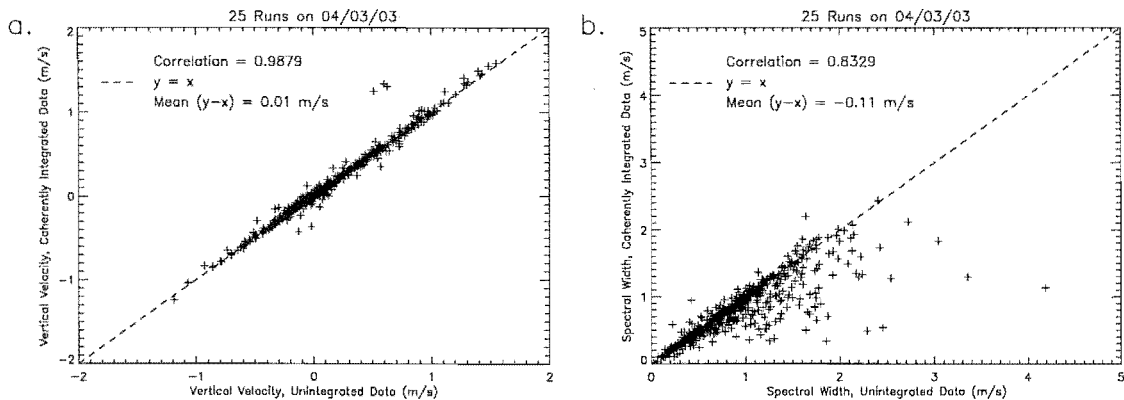 a.
25 Runs on 04/03/03
Correlation = 0.9879
y = x
Mean (y-x) = 0.01 m/s
Vertical Velocity, Coherently Integrated Data (m/s)
2
1
0
-1
-2
-2 -1 0 1 2
Vertical Velocity, Unintegrated Data (m/s)
b.
25 Runs on 04/03/03
Correlation = 0.8329
y = x
Mean (y-x) = -0.11 m/s
Spectral Width, Coherently Integrated Data (m/s)
5
4
3
2
1
0
0 1 2 3 4 5
Spectral Width, Unintegrated Data (m/s)